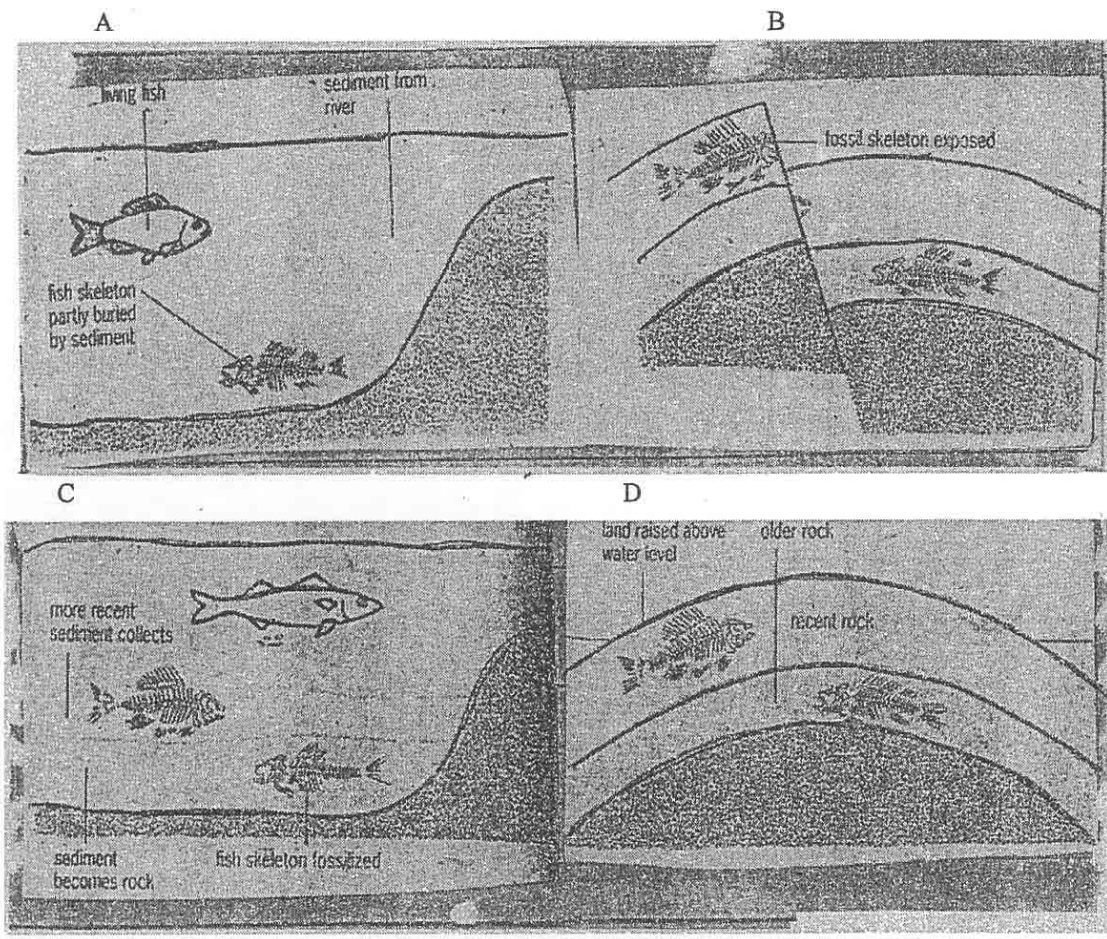 A
B
living fish
sediment from
river
fossil skeleton exposed
fish skeleton
partly buried
by sediment
C
D
land raised above
water level
older rock
more recent
sediment collects
recent rock
sediment
becomes rock
fish skeleton fossilized